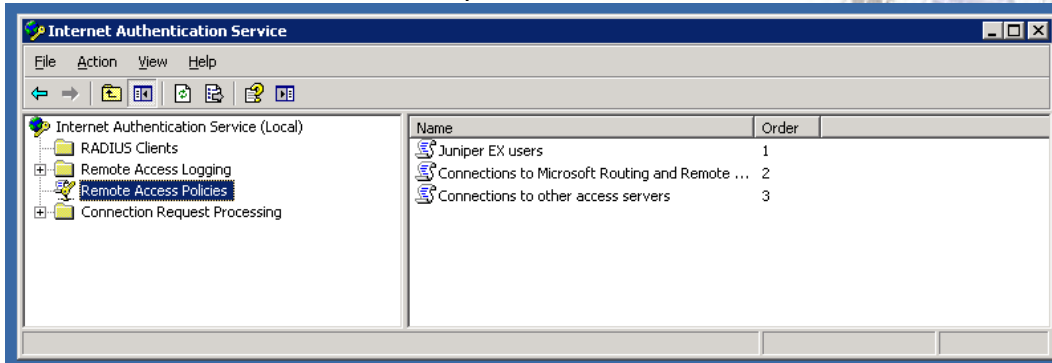 Internet Authentication Service
File Action View Help
Internet Authentication Service (Local)
RADIUS Clients
Remote Access Logging
Remote Access Policies
Connection Request Processing
Name Order
Juniper EX users 1
Connections to Microsoft Routing and Remote ... 2
Connections to other access servers 3